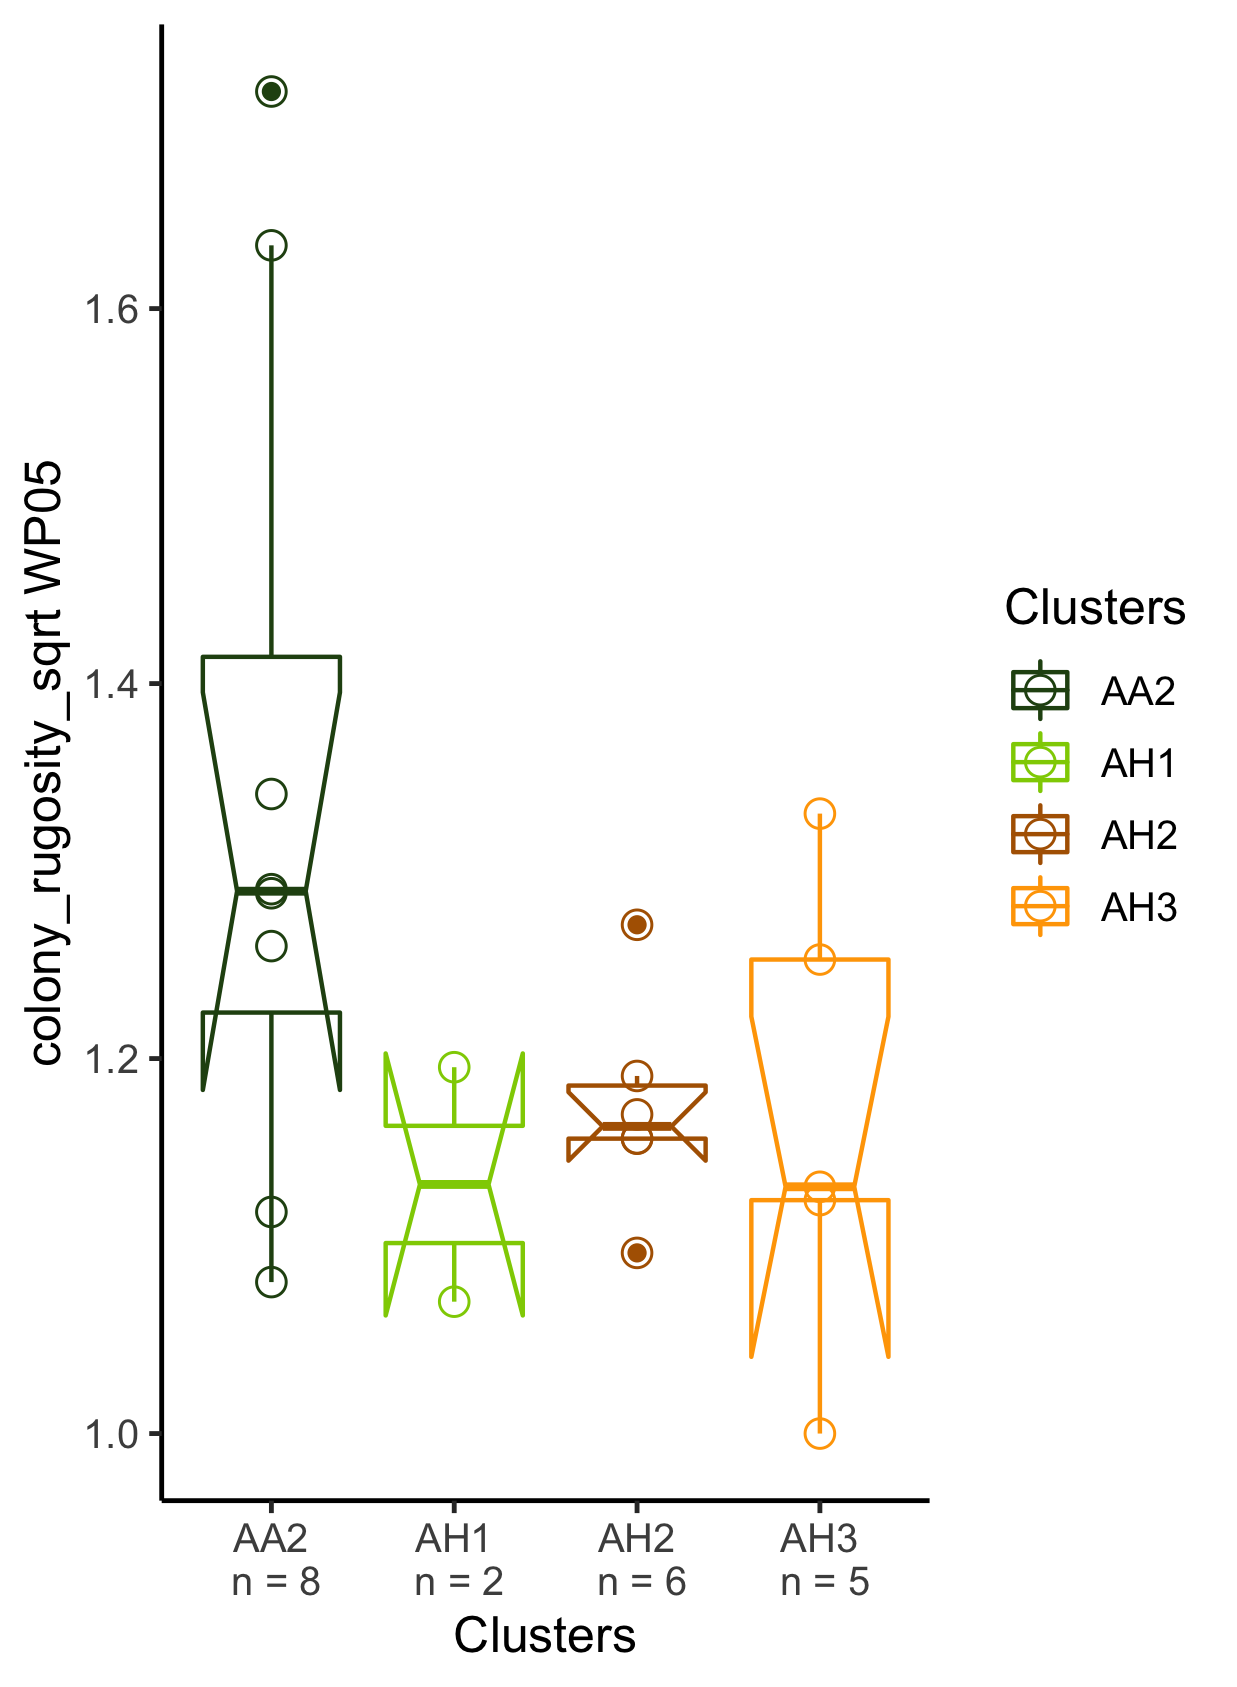 colony_rugosity_sqrt WP05
1.6
1.4
1.2
1.0
AA2
n = 8
AH1
n = 2
AH2
n = 6
AH3
n = 5
Clusters
Clusters
AA2
AH1
AH2
AH3